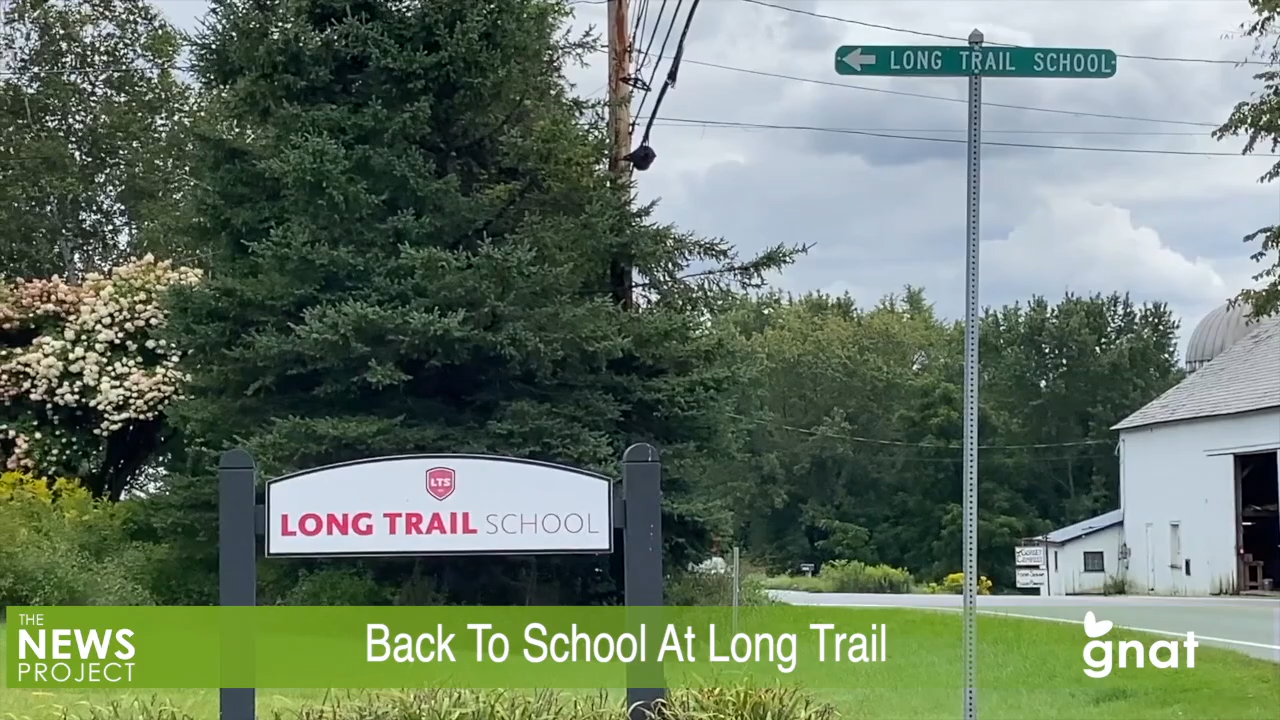 LONG TRAIL SCHOOL
LTS
LONG TRAIL SCHOOL
THE
NEWS
PROJECT
Back To School At Long Trail
gnat